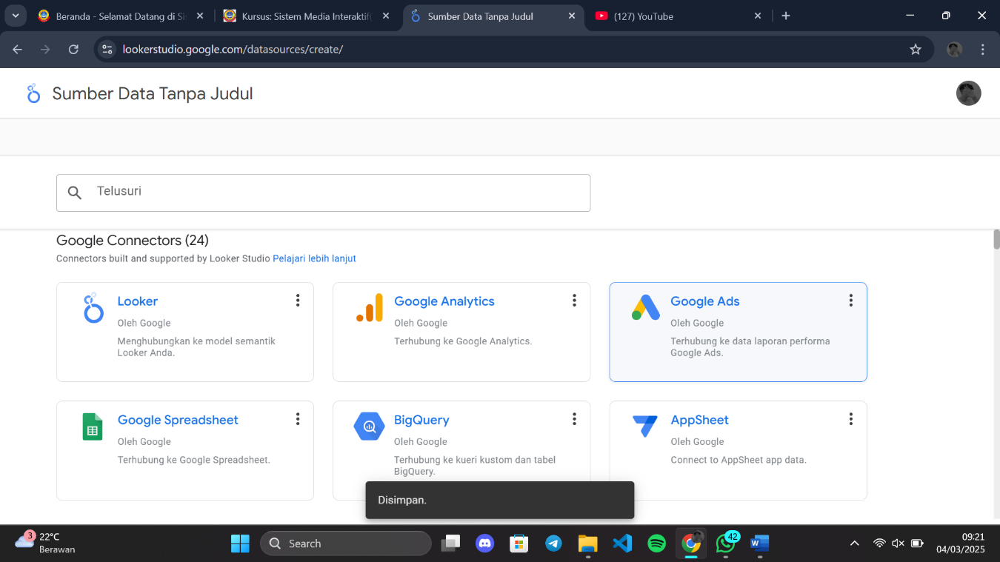 Beranda - Selamat Datang di Si
Kursus: Sistem Media Interaktif(
Sumber Data Tanpa Judul
(127) YouTube
lookerstudio.google.com/datasources/create/
Sumber Data Tanpa Judul
Telusuri
Google Connectors (24)
Connectors built and supported by Looker Studio Pelajari lebih lanjut
Looker
Oleh Google
Menghubungkan ke model semantik
Looker Anda.
Google Analytics
Oleh Google
Terhubung ke Google Analytics.
Google Ads
Oleh Google
Terhubung ke data laporan performa
Google Ads.
Google Spreadsheet
Oleh Google
Terhubung ke Google Spreadsheet.
BigQuery
Oleh Google
Terhubung ke kueri kustom dan tabel
BigQuery.
AppSheet
Oleh Google
Connect to AppSheet app data.
Disimpan.
3
22°C
Berawan
Search
42
09:21
04/03/2025